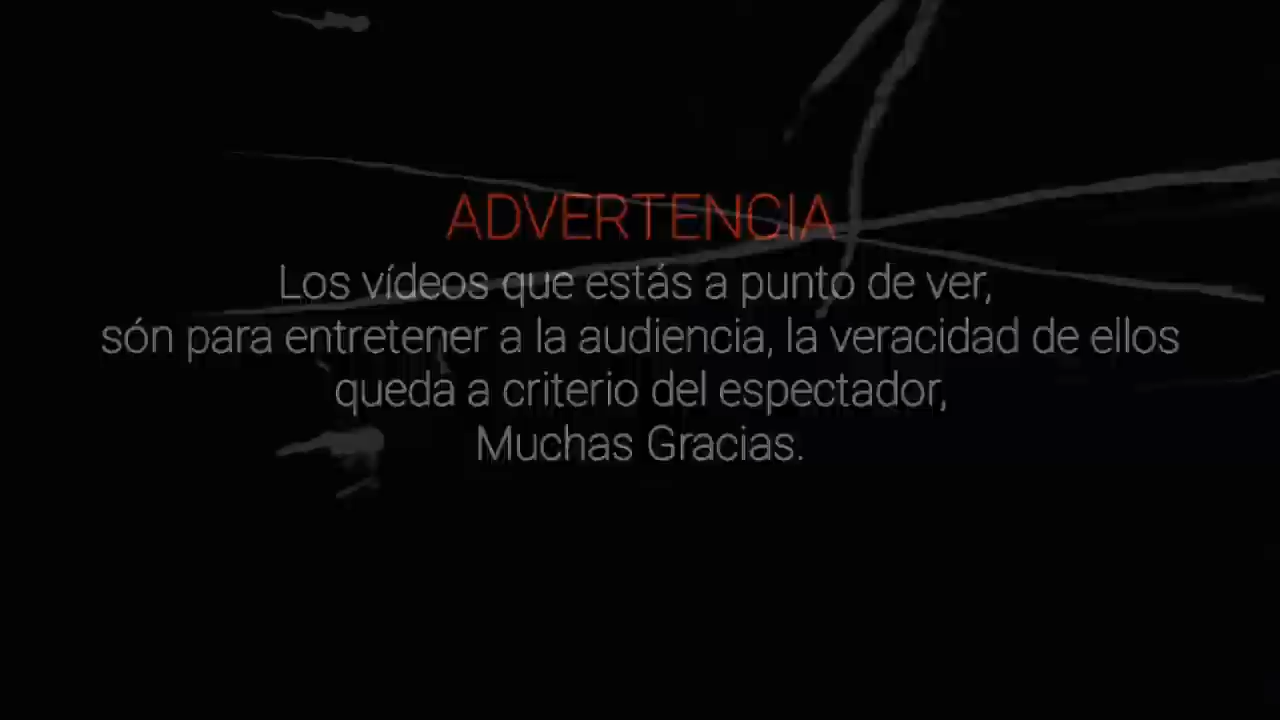 ADVERTENCIA
Los vídeos que estás a punto de ver,
són para entretener a la audiencia, la veracidad de ellos
queda a criterio del espectador,
Muchas Gracias.